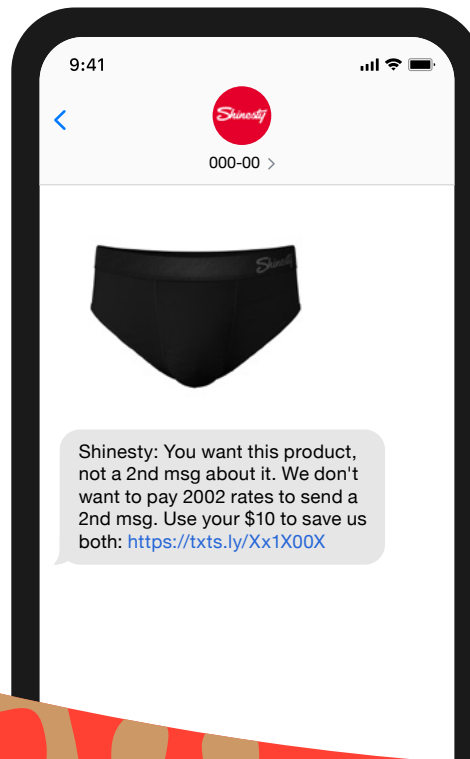 9:41
Shinesty
000-00
Shinesty
Shinesty: You want this product,
not a 2nd msg about it. We don't
want to pay 2002 rates to send a
2nd msg. Use your $10 to save us
both: https://txts.ly/Xx1X00X